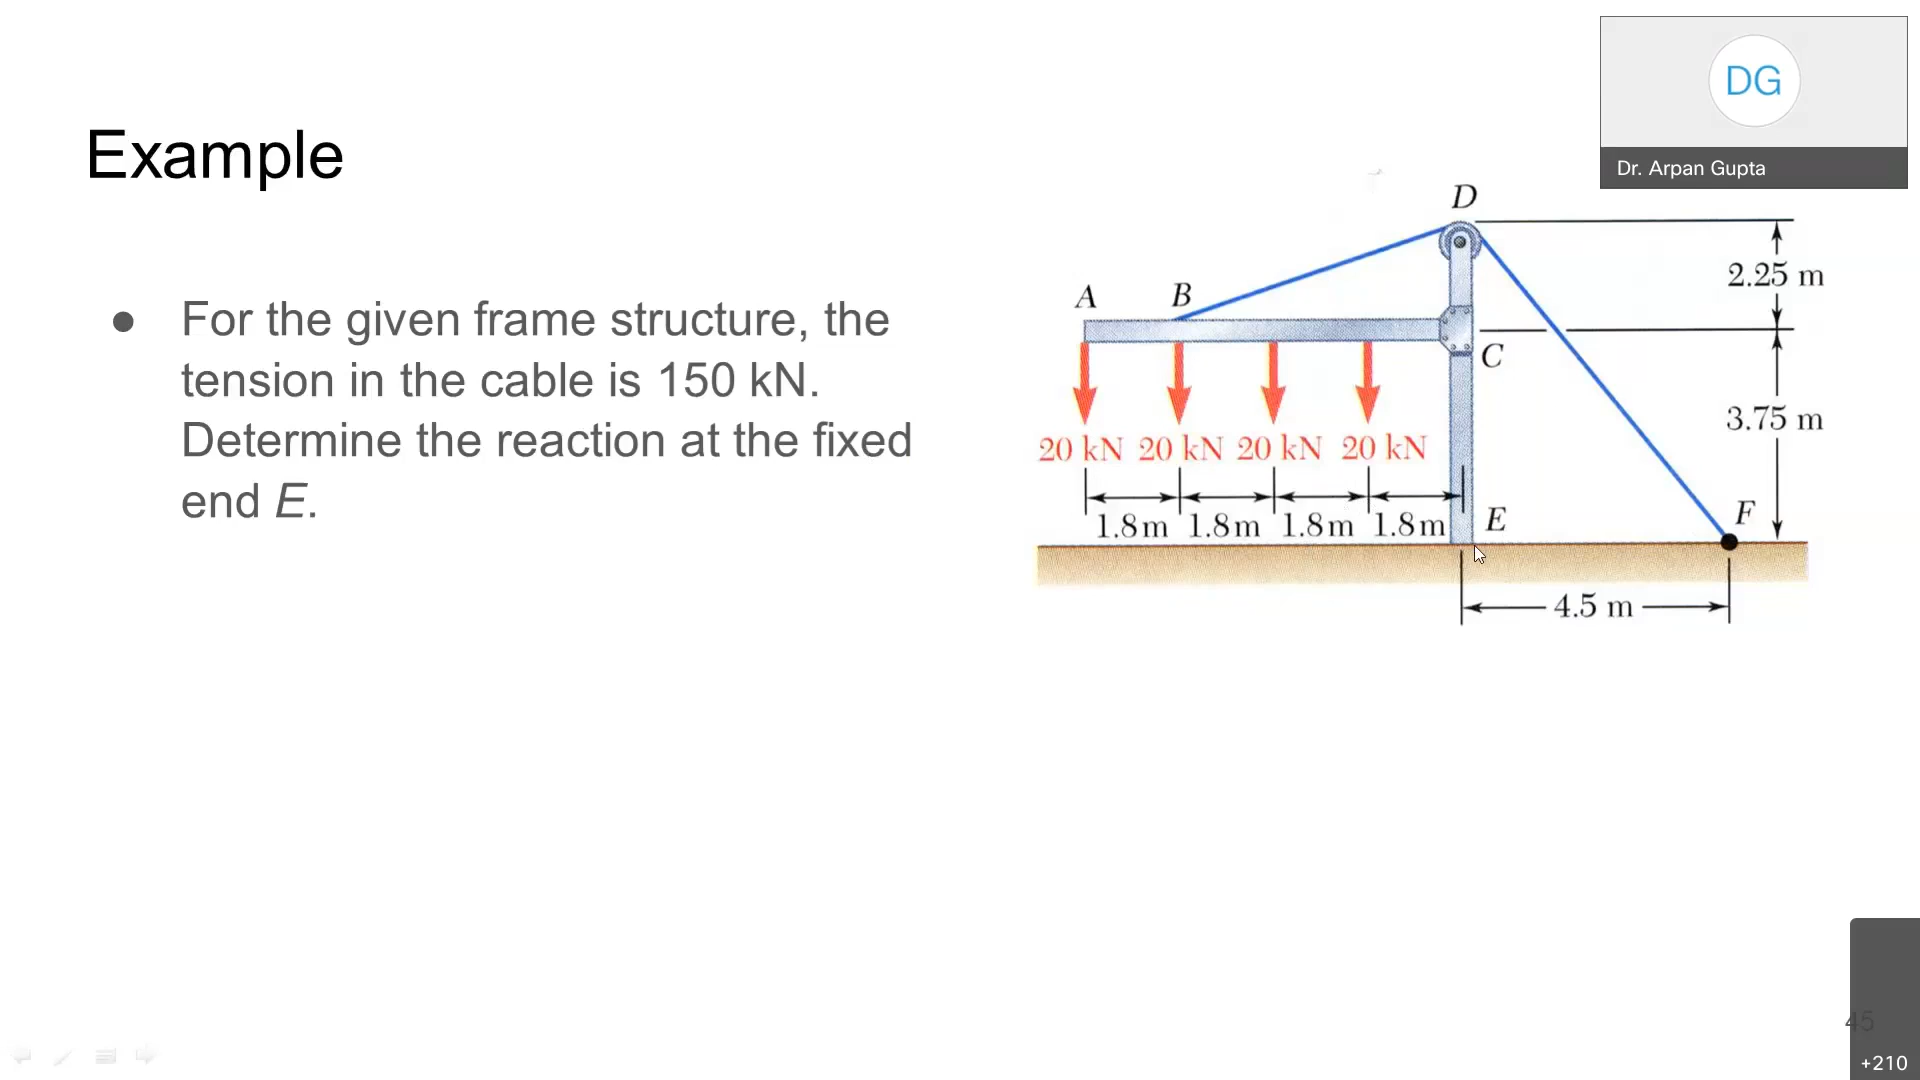 DG
Dr. Arpan Gupta
Example
● For the given frame structure, the
tension in the cable is 150 kN.
Determine the reaction at the fixed
end E.
D
2.25 m
A B
C
3.75 m
20 kN 20 kN 20 kN 20 kN
1.8 m 1.8 m 1.8 m 1.8 m E F
4.5 m
45
+210